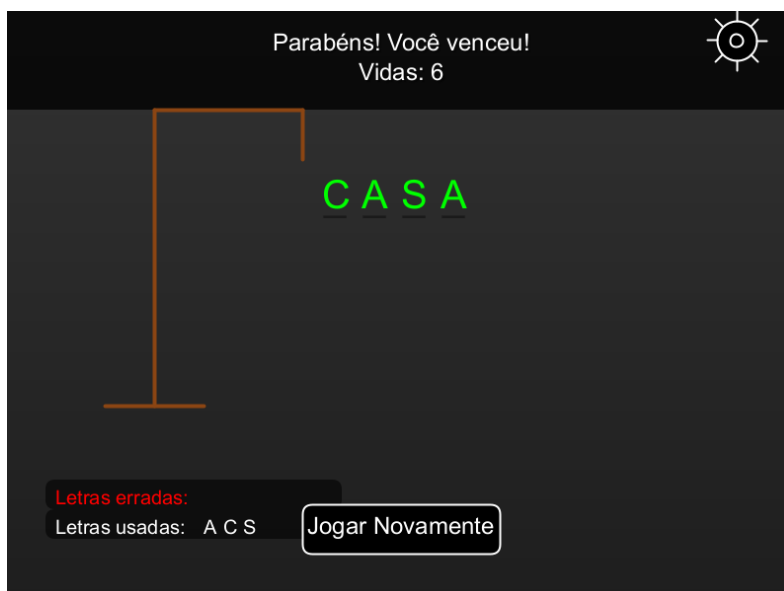 Parabéns! Você venceu!
Vidas: 6
C A S A
Letras erradas:
Letras usadas: A C S
Jogar Novamente